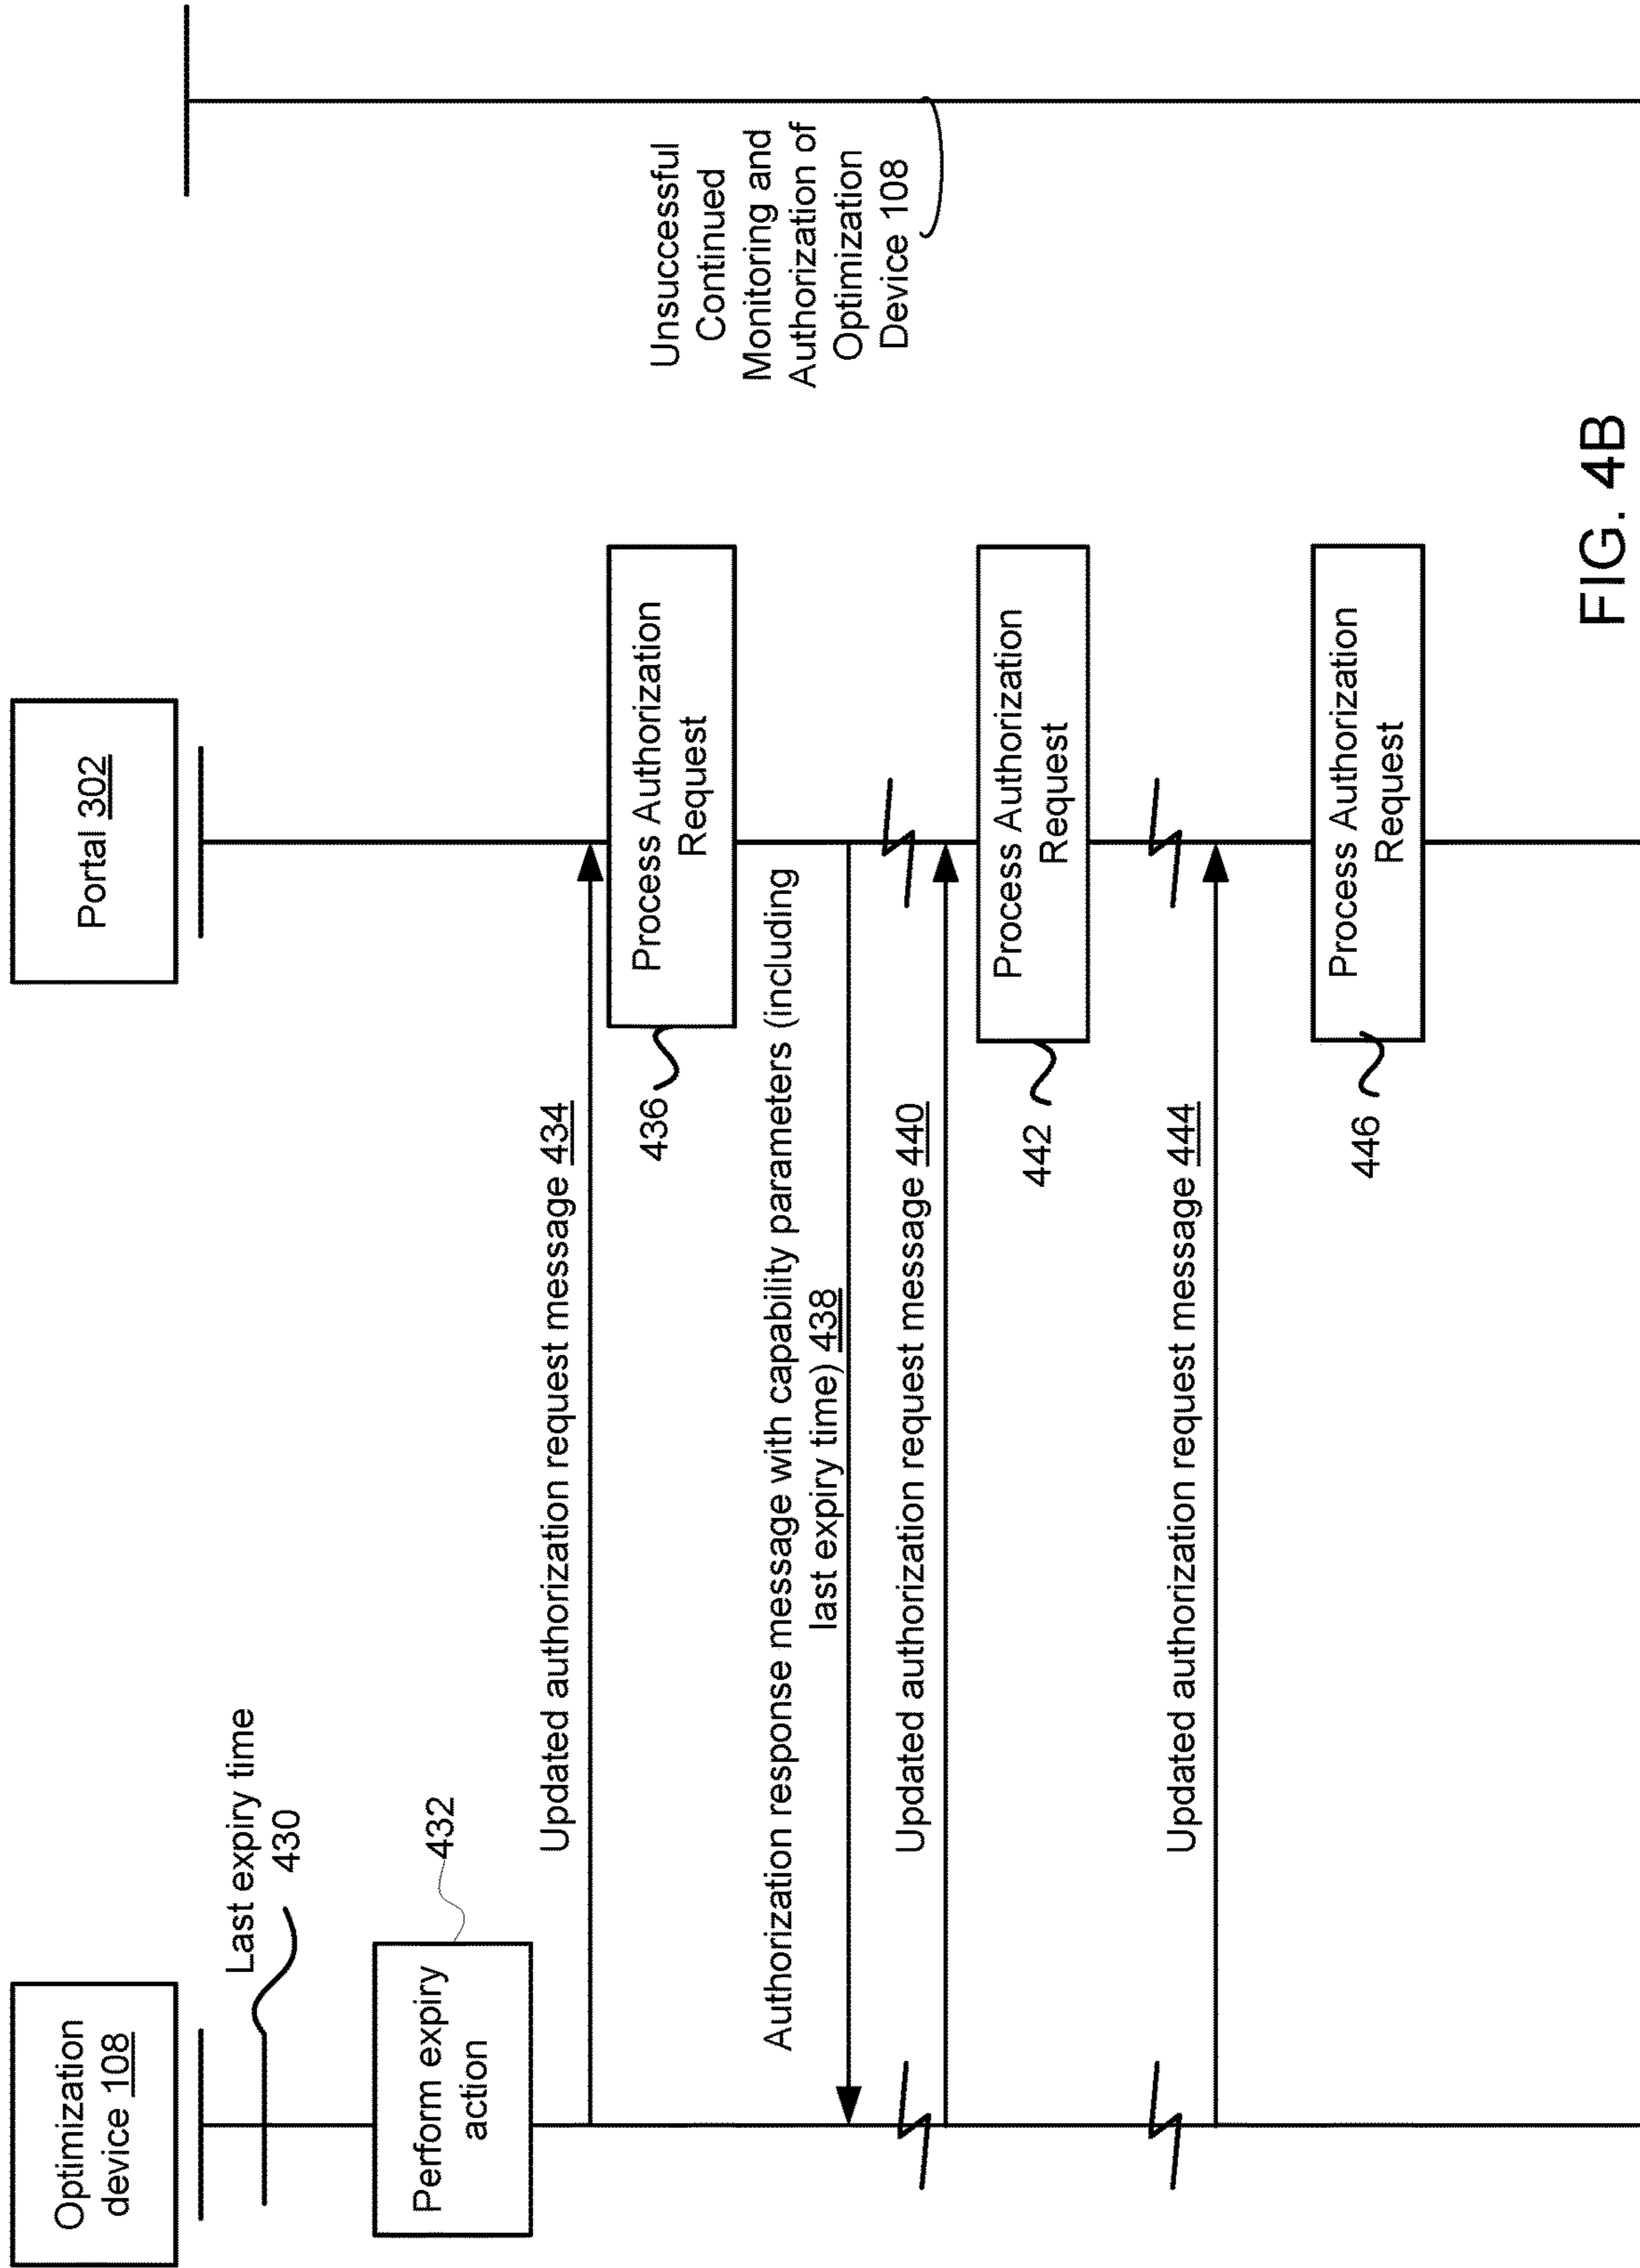 Optimization
device 108
Portal 302
Last expiry time
430
Perform expiry
action
432
Updated authorization request message 434
Process Authorization
Request
436
Unsuccessful
Continued
Monitoring and
Authorization of
Optimization
Device 108
Authorization response message with capability parameters (including
last expiry time) 438
Updated authorization request message 440
Process Authorization
Request
442
Updated authorization request message 444
Process Authorization
Request
446
FIG. 4B